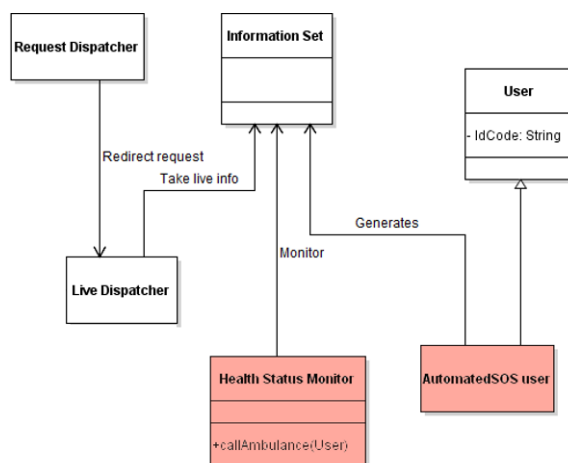 Request Dispatcher
Information Set
User
- IdCode: String
Redirect request
Take live info
Generates
Monitor
Live Dispatcher
Health Status Monitor
AutomatedSOS user
+callAmbulance(User)